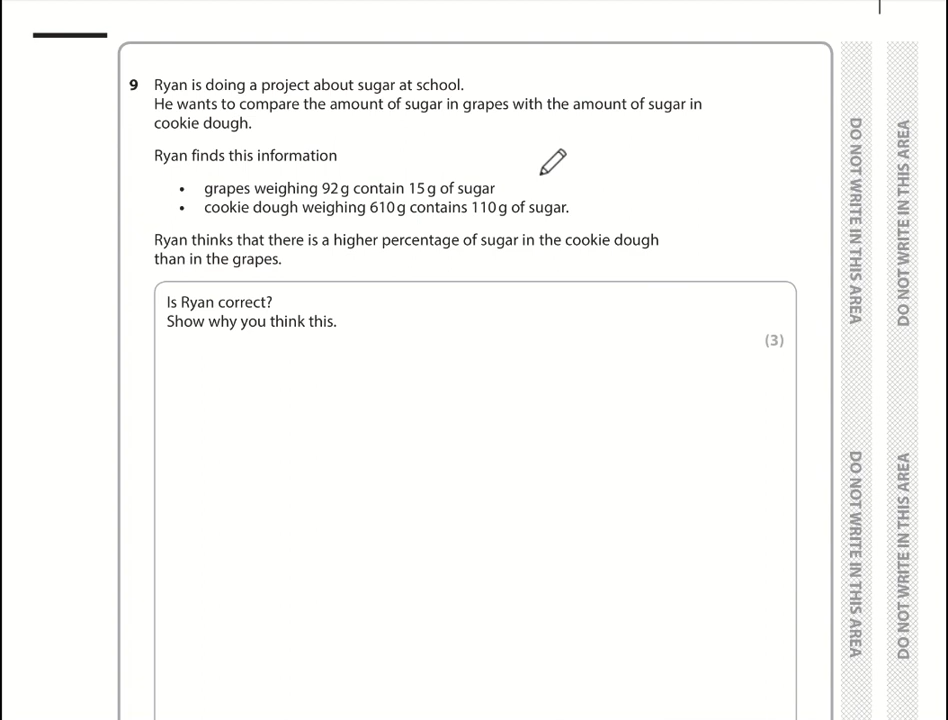 9 Ryan is doing a project about sugar at school.
He wants to compare the amount of sugar in grapes with the amount of sugar in
cookie dough.
Ryan finds this information
• grapes weighing 92 g contain 15 g of sugar
• cookie dough weighing 610 g contains 110 g of sugar.
Ryan thinks that there is a higher percentage of sugar in the cookie dough
than in the grapes.
Is Ryan correct?
Show why you think this.
(3)
DO NOT WRITE IN THIS AREA
DO NOT WRITE IN THIS AREA
DO NOT WRITE IN THIS AREA
DO NOT WRITE IN THIS AREA